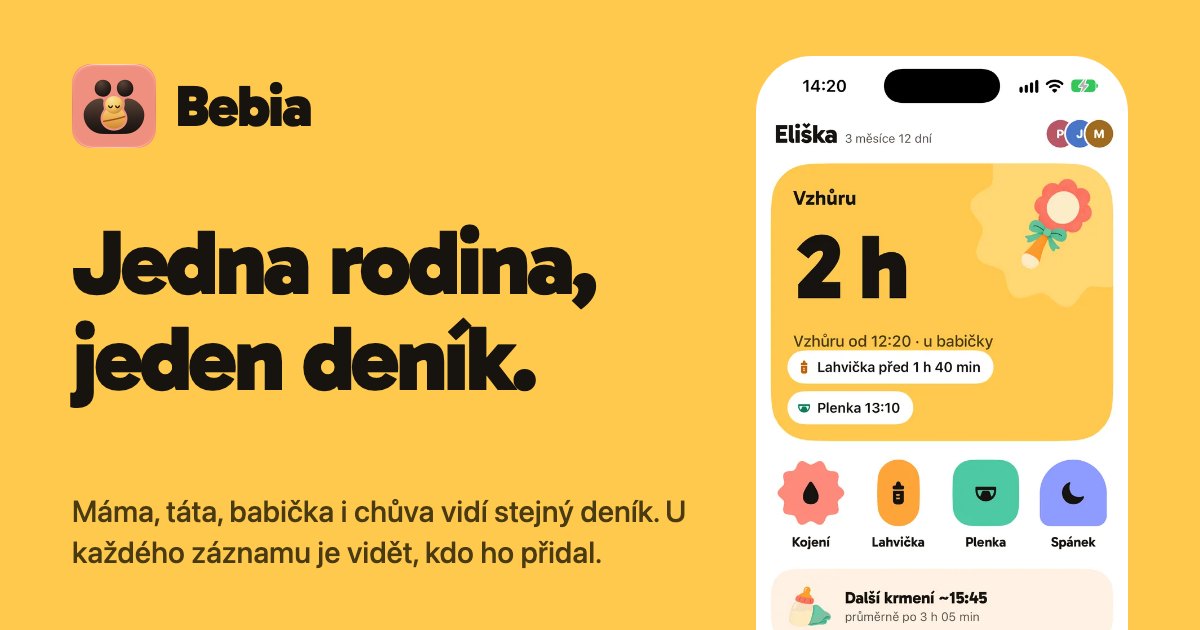 Bebia
Jedna rodina,
jeden deník.
Máma, táta, babička i chůva vidí stejný deník. U
každého záznamu je vidět, kdo ho přidal.
14:20
Eliška 3 měsíce 12 dní
P J M
Vzhůru
2 h
Vzhůru od 12:20 · u babičky
Lahvička před 1 h 40 min
Plenka 13:10
Kojení Lahvička Plenka Spánek
Další krmení ~15:45
průměrně po 3 h 05 min